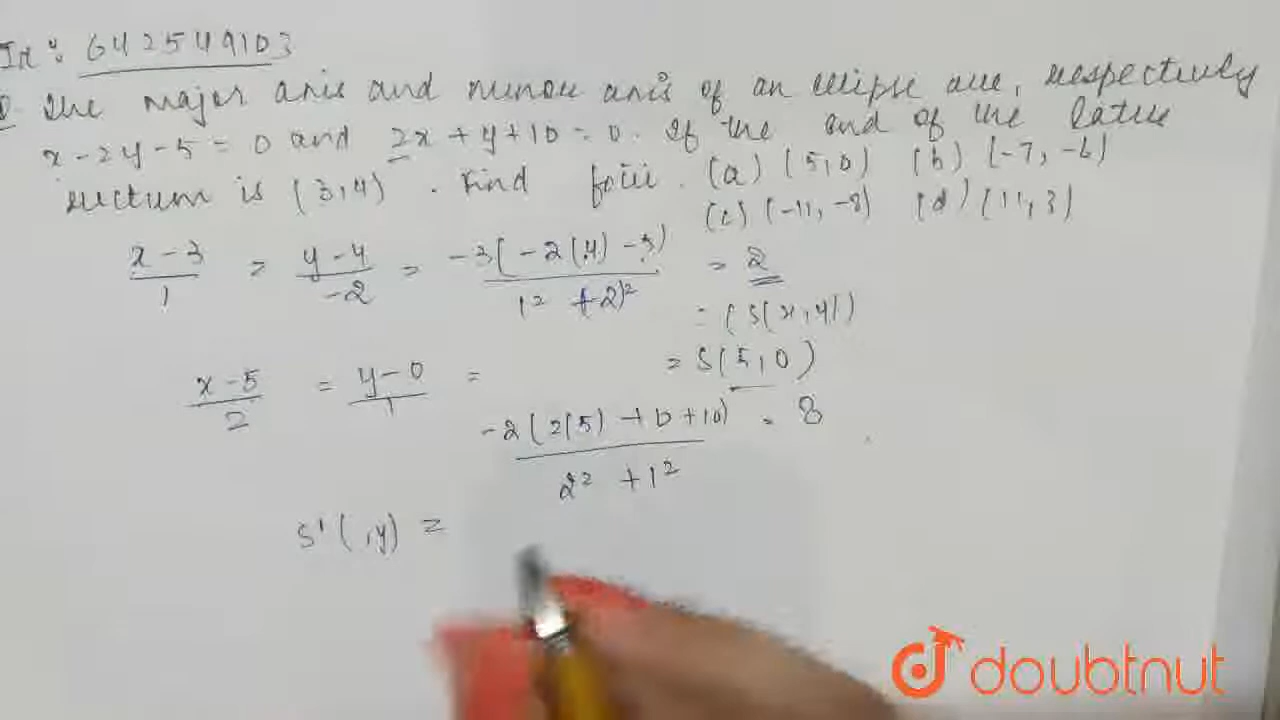 In: 642549103
Q. The major axis and minor axis of an ellipse are, respectively
x-2y-5=0 and 2x+y+10=0. If the end of the latus
rectum is (3,4). Find foci. (a) (5,0) (b) (-7,-6)
(c) (-11,-8) (d) (11,3)
(x-3)/1 = (y-4)/-2 = -3(-2(4)-5)/(1²+(-2)²) = 2
= (S(x,y))
= S(5,0)
(x-5)/2 = (y-0)/1 = -2(2(5)+0+10)/(2²+1²) = 8
S'( ,y) =
doubtnut